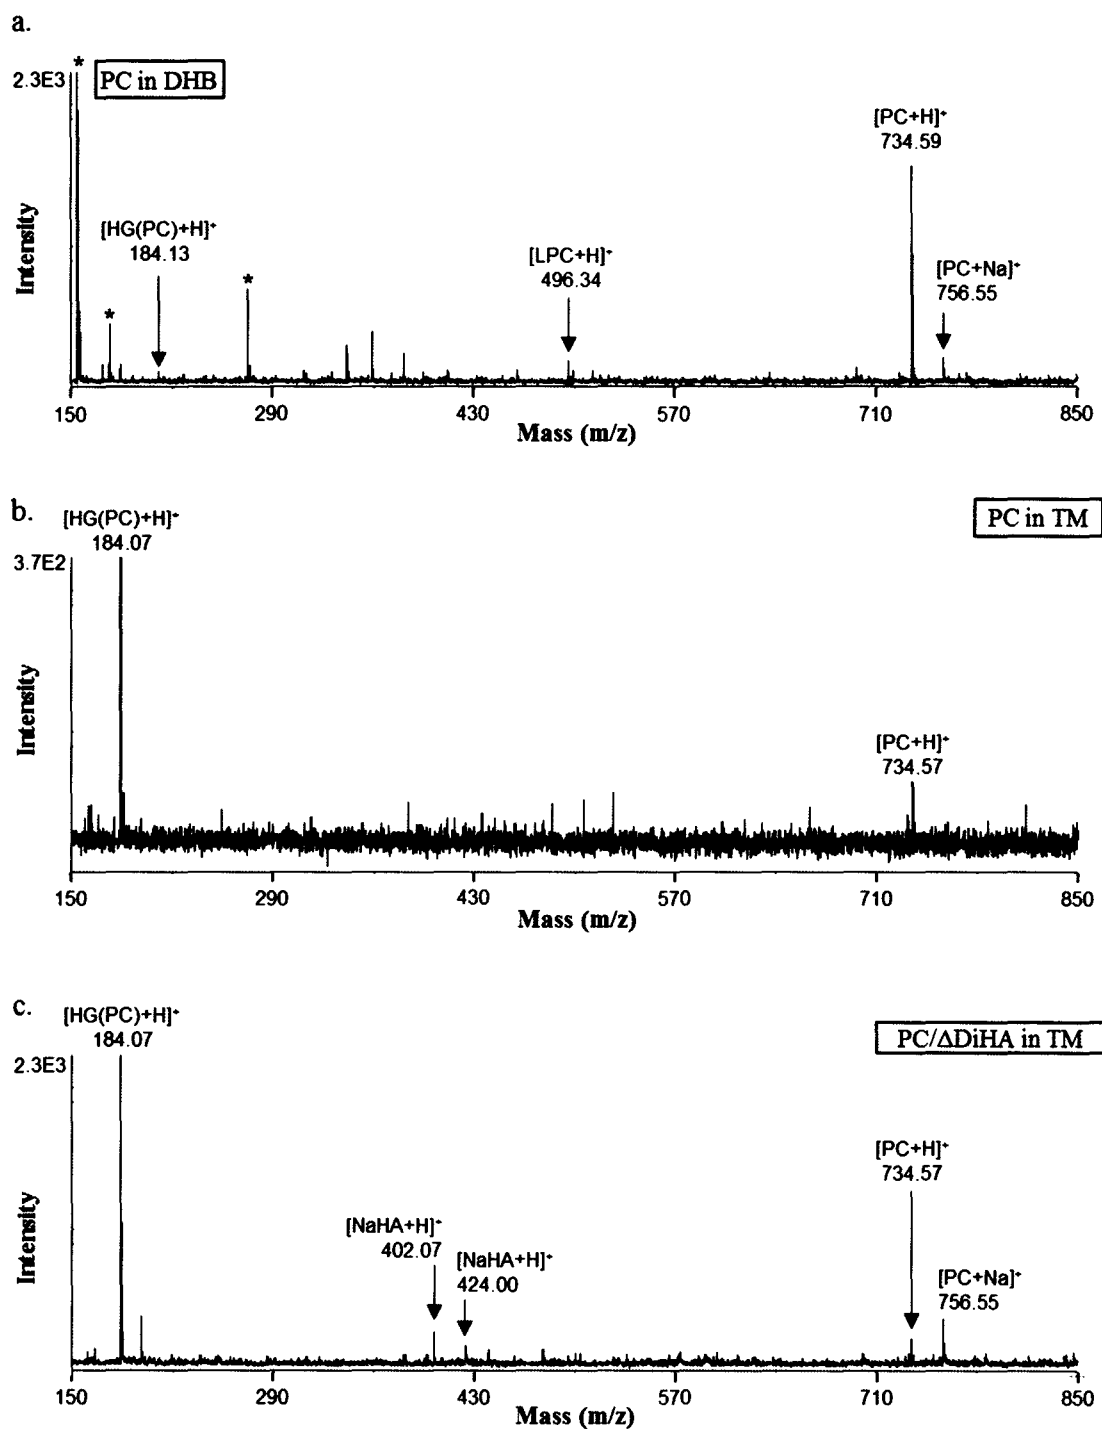 a.
2.3E3
*
PC in DHB
[PC+H]⁺
734.59
[HG(PC)+H]⁺
184.13
[LPC+H]⁺
496.34
*
*
[PC+Na]⁺
756.55
Intensity
150 290 430 570 710 850
Mass (m/z)
b.
[HG(PC)+H]⁺
184.07
PC in TM
3.7E2
[PC+H]⁺
734.57
Intensity
150 290 430 570 710 850
Mass (m/z)
c.
[HG(PC)+H]⁺
184.07
PC/ΔDiHA in TM
2.3E3
[PC+H]⁺
734.57
[NaHA+H]⁺
402.07
[NaHA+H]⁺
424.00
[PC+Na]⁺
756.55
Intensity
150 290 430 570 710 850
Mass (m/z)